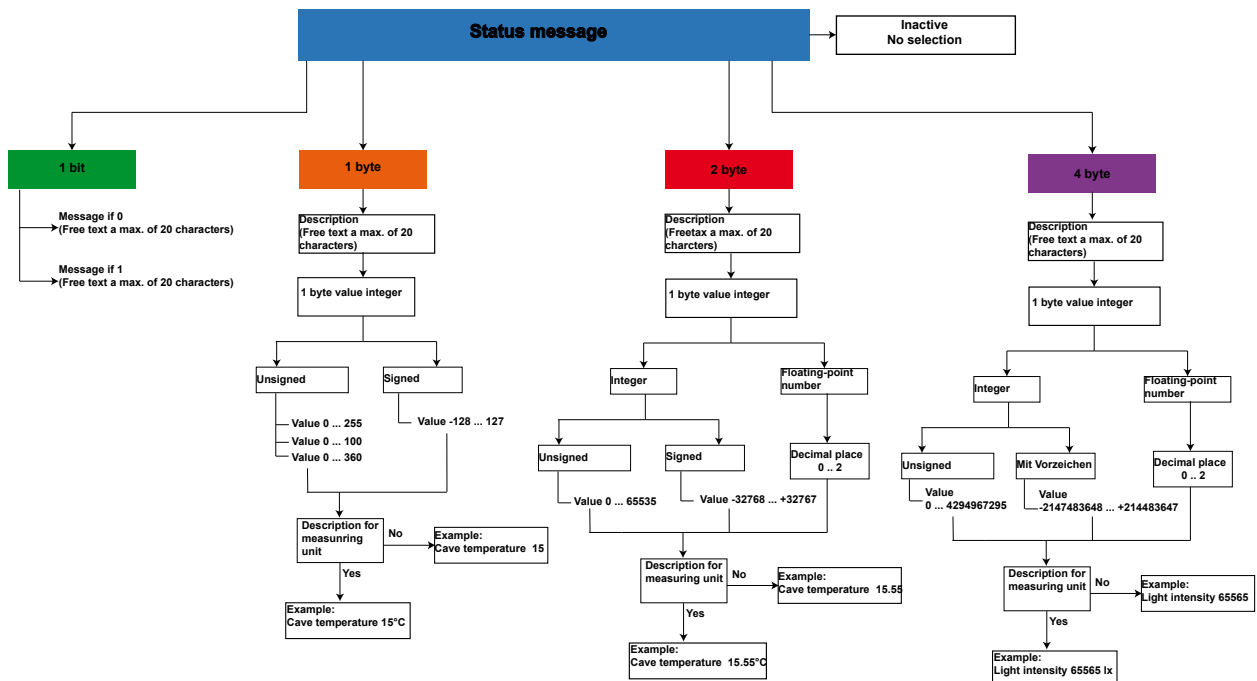 Status message
Inactive
No selection
1 bit
Message if 0
(Free text a max. of 20 characters)
Message if 1
(Free text a max. of 20 characters)
1 byte
Description
(Free text a max. of 20
characters)
1 byte value integer
Unsigned
Signed
Value 0 ... 255
Value 0 ... 100
Value 0 ... 360
Value -128 ... 127
Description for
measunring
unit
No
Example:
Cave temperature 15
Yes
Example:
Cave temperature 15°C
2 byte
Description
(Freetax a max. of 20
charcters)
1 byte value integer
Integer
Floating-point
number
Unsigned
Signed
Decimal place
0 .. 2
Value 0 ... 65535
Value -32768 ... +32767
Description for
measuring unit
No
Example:
Cave temperature 15.55
Yes
Example:
Cave temperature 15.55°C
4 byte
Description
(Free text a max. of 20
characters)
1 byte value integer
Integer
Floating-point
number
Unsigned
Mit Vorzeichen
Decimal place
0 .. 2
Value
0 ... 4294967295
Value
-2147483648 ... +214483647
Description for
measuring unit
No
Example:
Light intensity 65565
Yes
Example:
Light intensity 65565 lx